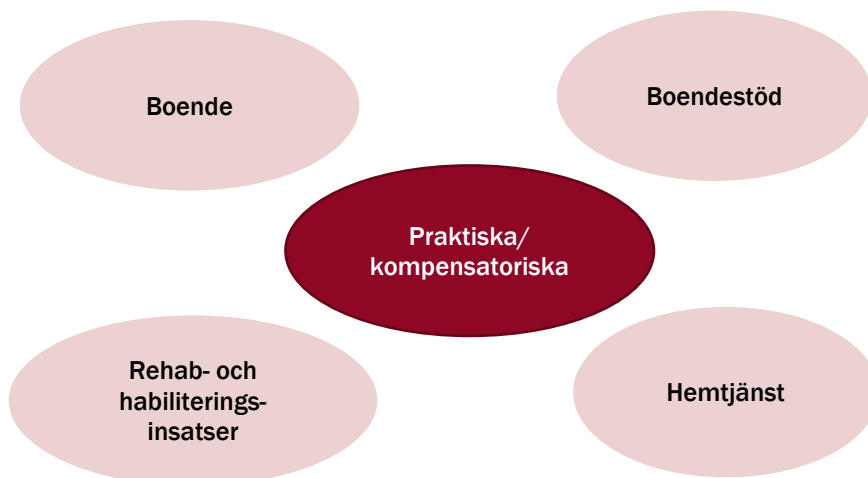 Boende
Boendestöd
Praktiska/
kompensatoriska
Rehab- och
habiliterings-
insatser
Hemtjänst